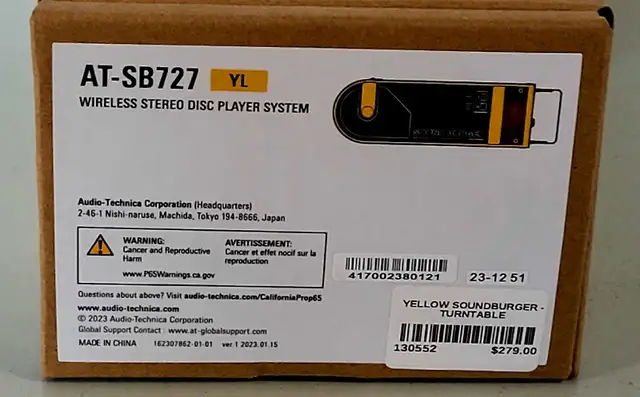 AT-SB727 YL
WIRELESS STEREO DISC PLAYER SYSTEM
Audio-Technica Corporation (Headquarters)
2-46-1 Nishi-naruse, Machida, Tokyo 194-8666, Japan
WARNING:
Cancer and Reproductive
Harm
www.P65Warnings.ca.gov
AVERTISSEMENT:
Cancer et effet nocif sur la
reproduction
Questions about above? Visit audio-technica.com/CaliforniaProp65
www.audio-technica.com
© 2023 Audio-Technica Corporation
Global Support Contact : www.at-globalsupport.com
MADE IN CHINA 162307862-01-01 ver.1 2023.01.15
417002380121
23-12 51
YELLOW SOUNDBURGER -
TURNTABLE
130552 $279.00